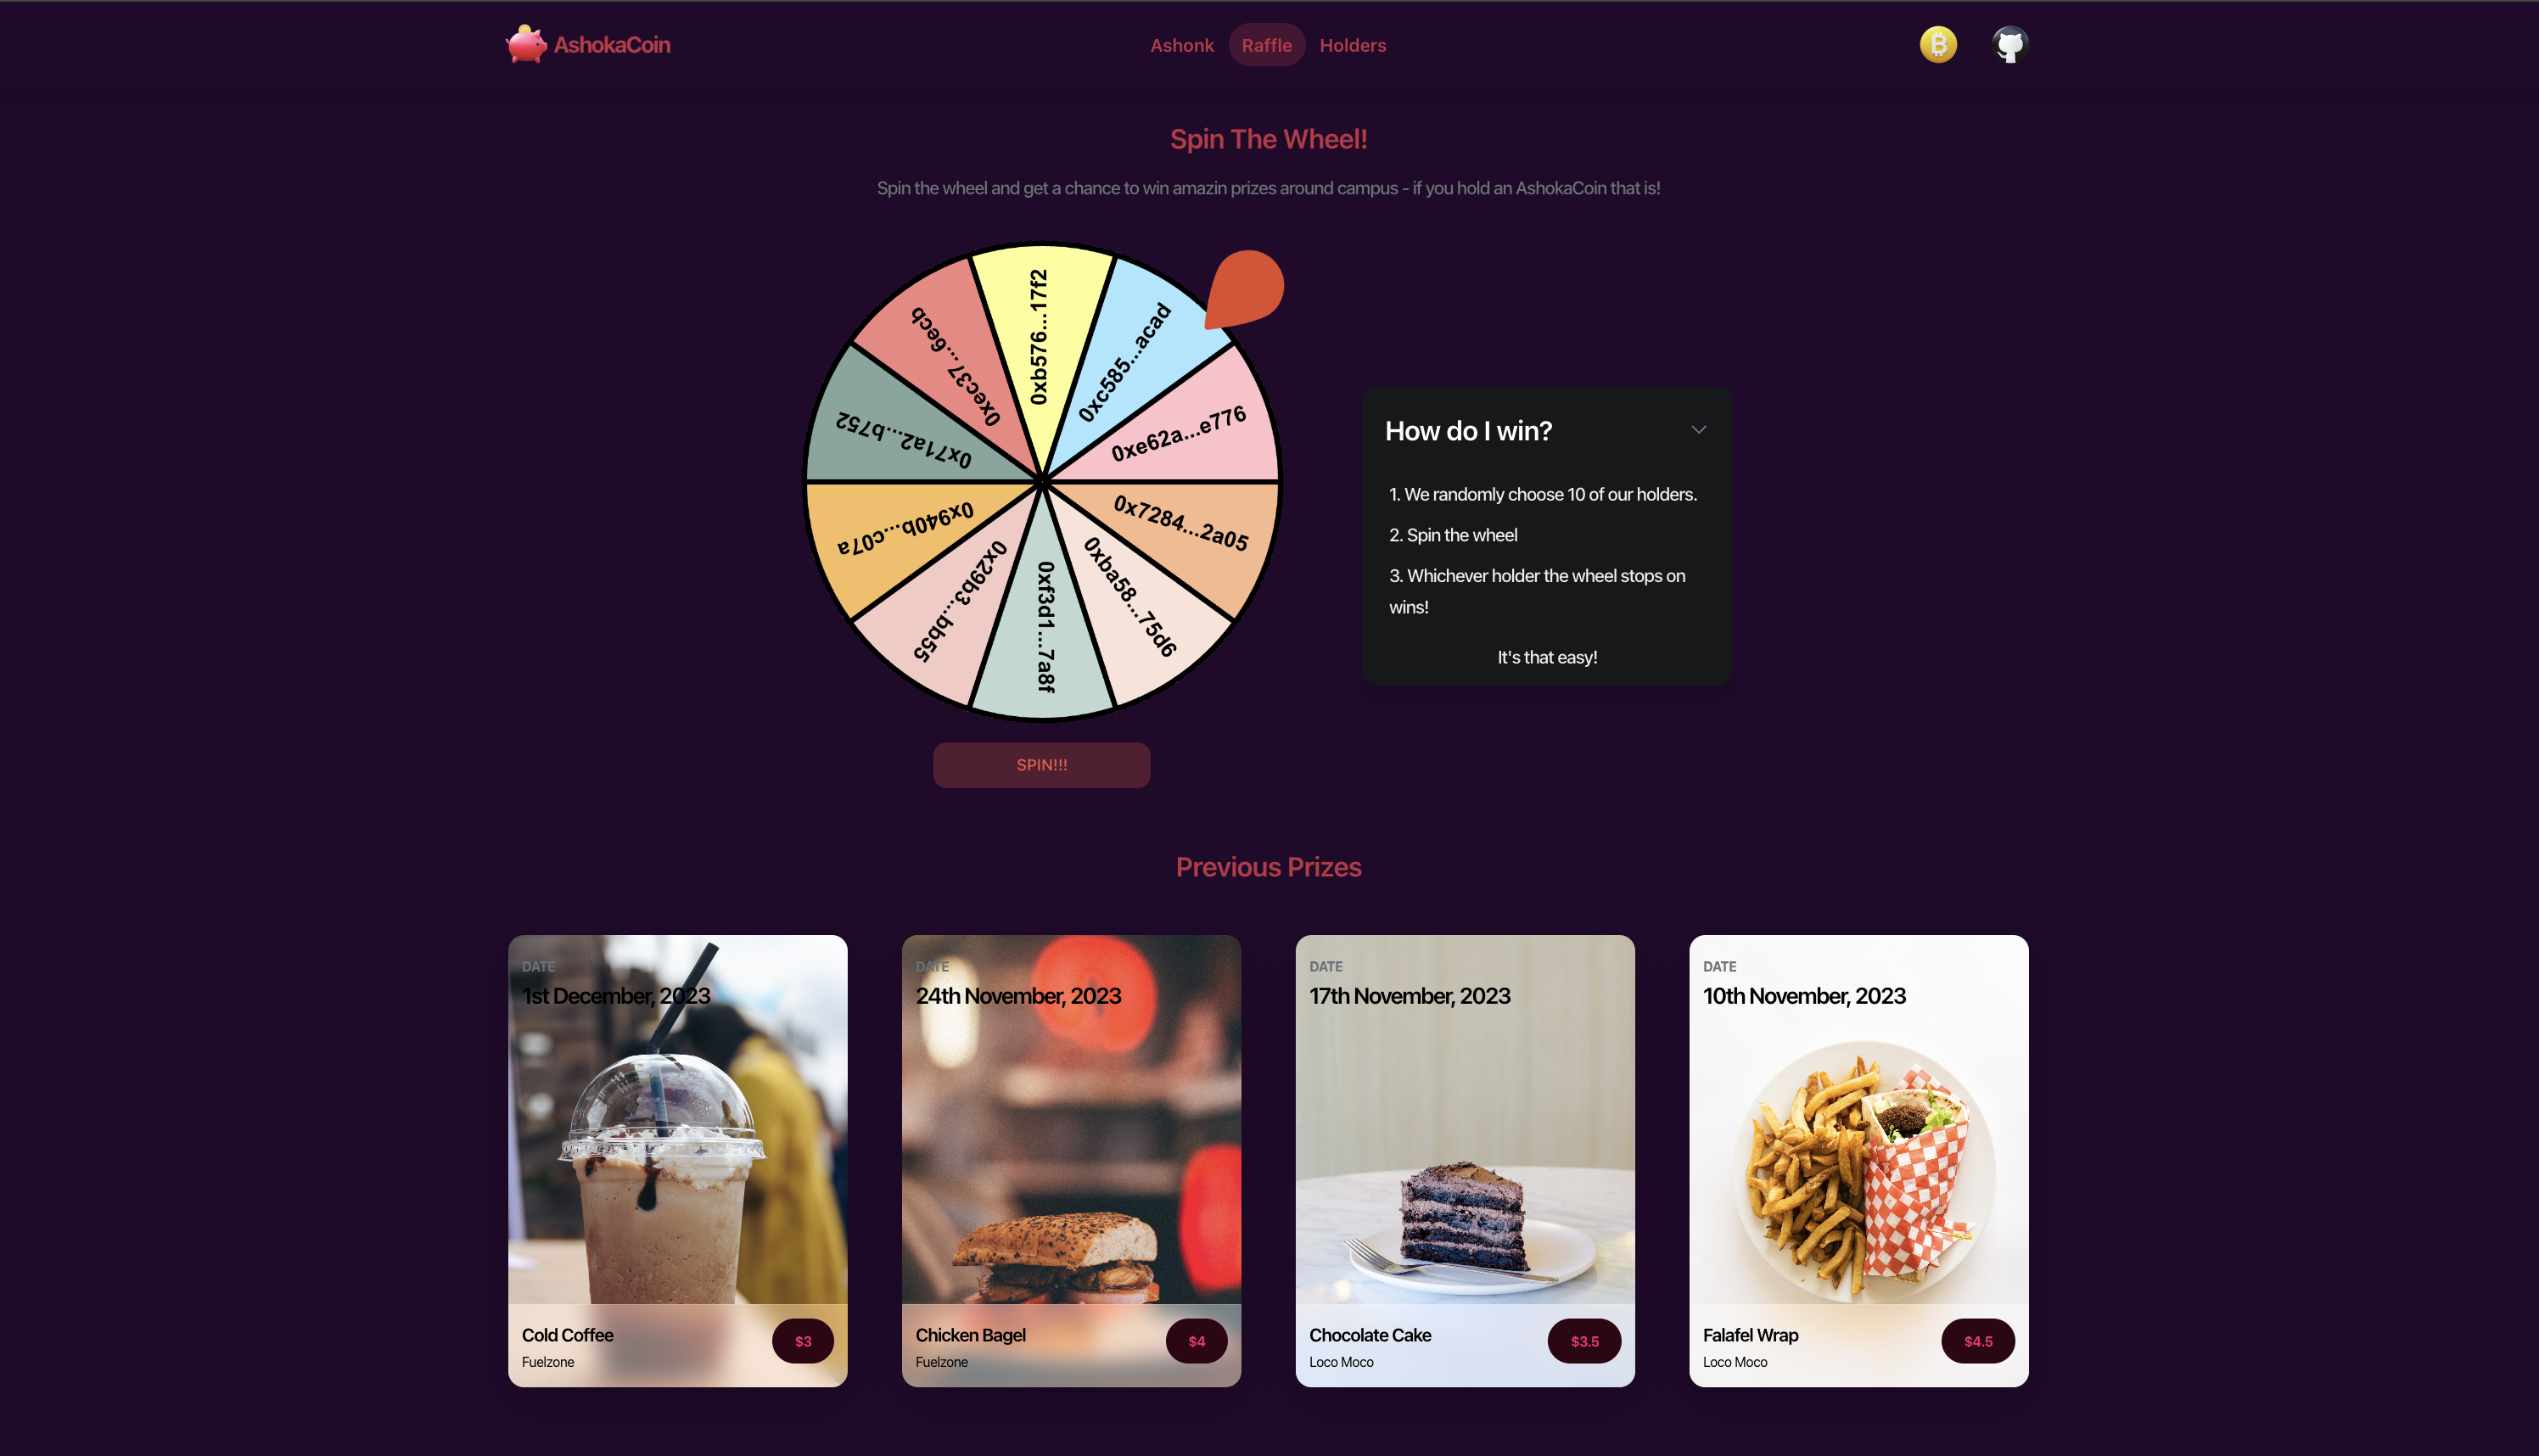 AshokaCoin
Ashonk
Raffle
Holders
Spin The Wheel!
Spin the wheel and get a chance to win amazin prizes around campus - if you hold an AshokaCoin that is!
0xb576...17f2
0xc585...acad
0xe62a...e776
0x7284...2a05
0xba58...75d6
0xf3d1...7a8f
0x29b3...bb55
0x940b...c07a
0x71a2...b752
0xec37...6ecb
How do I win?
1. We randomly choose 10 of our holders.
2. Spin the wheel
3. Whichever holder the wheel stops on
wins!
It's that easy!
SPIN!!!
Previous Prizes
DATE
1st December, 2023
Cold Coffee
Fuelzone
$3
DATE
24th November, 2023
Chicken Bagel
Fuelzone
$4
DATE
17th November, 2023
Chocolate Cake
Loco Moco
$3.5
DATE
10th November, 2023
Falafel Wrap
Loco Moco
$4.5